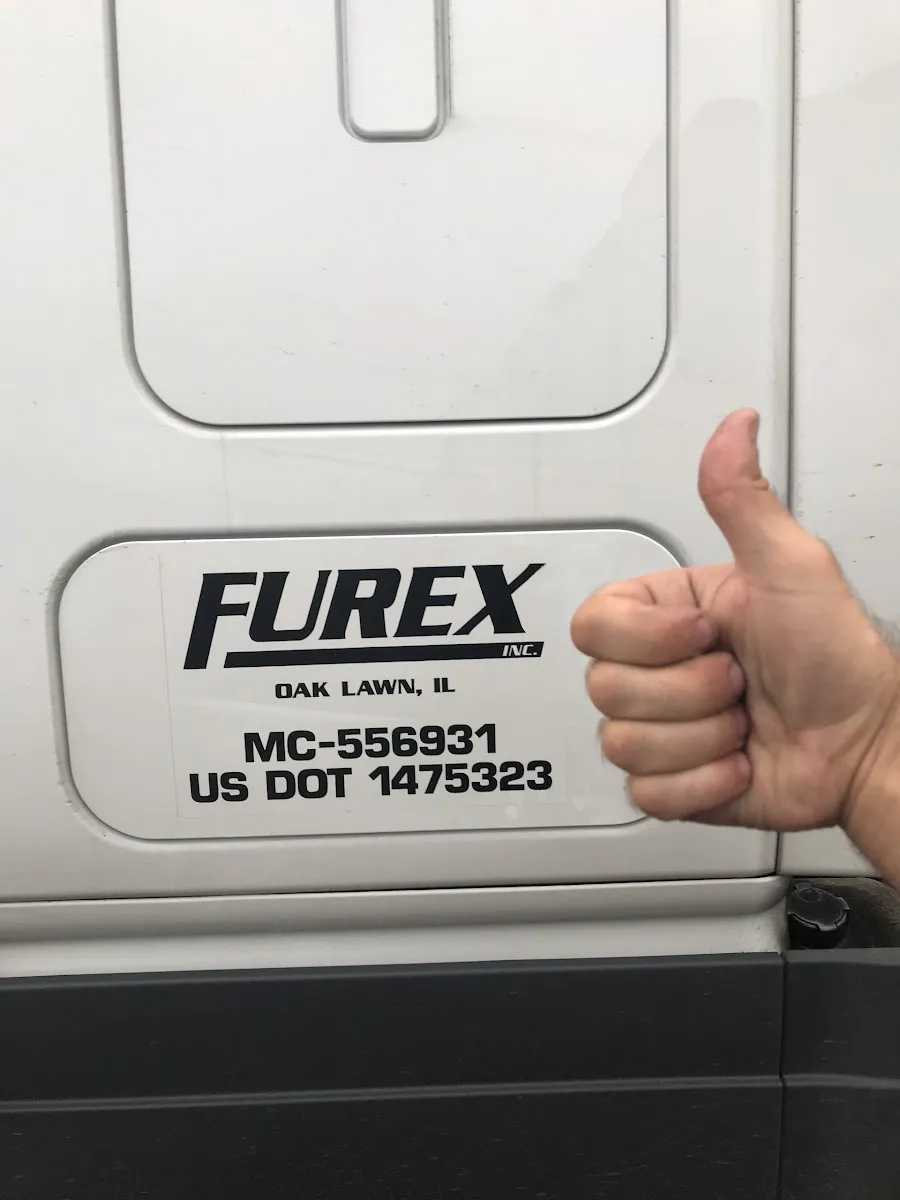 FUREX
INC.
OAK LAWN, IL
MC-556931
US DOT 1475323